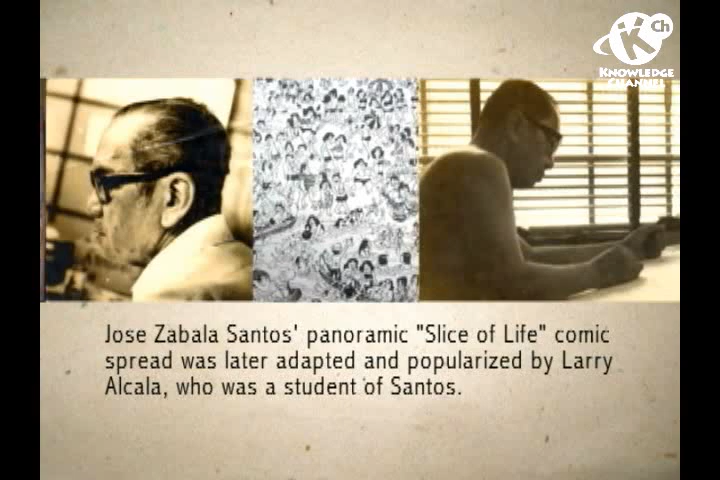 Ch
K
KNOWLEDGE
CHANNEL
Jose Zabala Santos' panoramic "Slice of Life" comic
spread was later adapted and popularized by Larry
Alcala, who was a student of Santos.